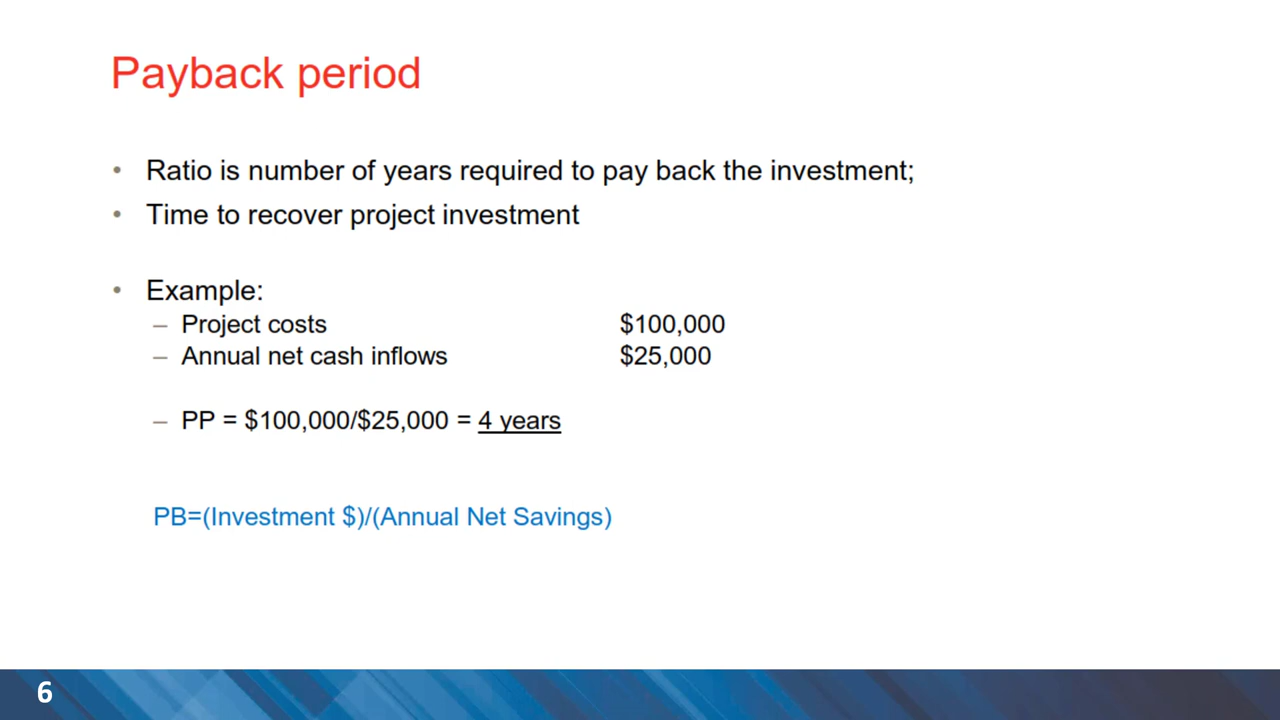 Payback period
• Ratio is number of years required to pay back the investment;
• Time to recover project investment
• Example:
– Project costs $100,000
– Annual net cash inflows $25,000
– PP = $100,000/$25,000 = 4 years
PB=(Investment $)/(Annual Net Savings)
6